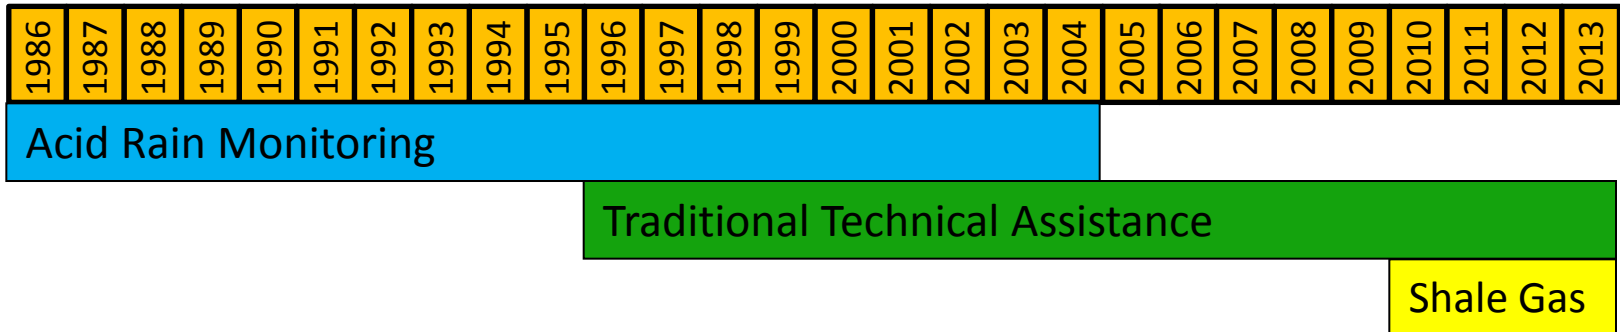 1986 1987 1988 1989 1990 1991 1992 1993 1994 1995 1996 1997 1998 1999 2000 2001 2002 2003 2004 2005 2006 2007 2008 2009 2010 2011 2012 2013
Acid Rain Monitoring
Traditional Technical Assistance
Shale Gas